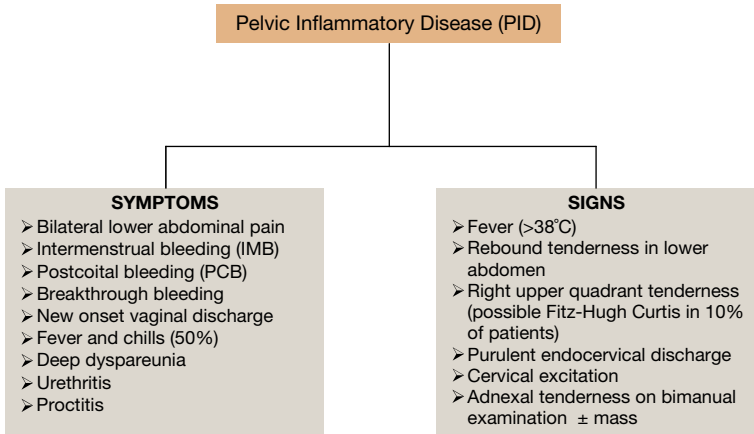 Pelvic Inflammatory Disease (PID)
SYMPTOMS
➢ Bilateral lower abdominal pain
➢ Intermenstrual bleeding (IMB)
➢ Postcoital bleeding (PCB)
➢ Breakthrough bleeding
➢ New onset vaginal discharge
➢ Fever and chills (50%)
➢ Deep dyspareunia
➢ Urethritis
➢ Proctitis
SIGNS
➢ Fever (>38°C)
➢ Rebound tenderness in lower
abdomen
➢ Right upper quadrant tenderness
(possible Fitz-Hugh Curtis in 10%
of patients)
➢ Purulent endocervical discharge
➢ Cervical excitation
➢ Adnexal tenderness on bimanual
examination ± mass